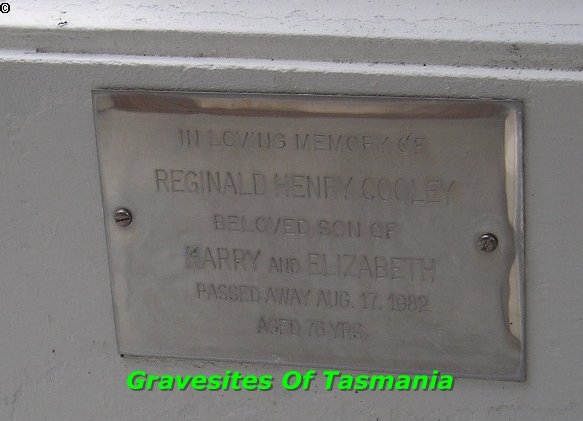 ©
IN LOVING MEMORY OF
REGINALD HENRY COOLEY
BELOVED SON OF
HARRY AND ELIZABETH
PASSED AWAY AUG. 17. 1982
AGED 76 YRS.
Gravesites Of Tasmania